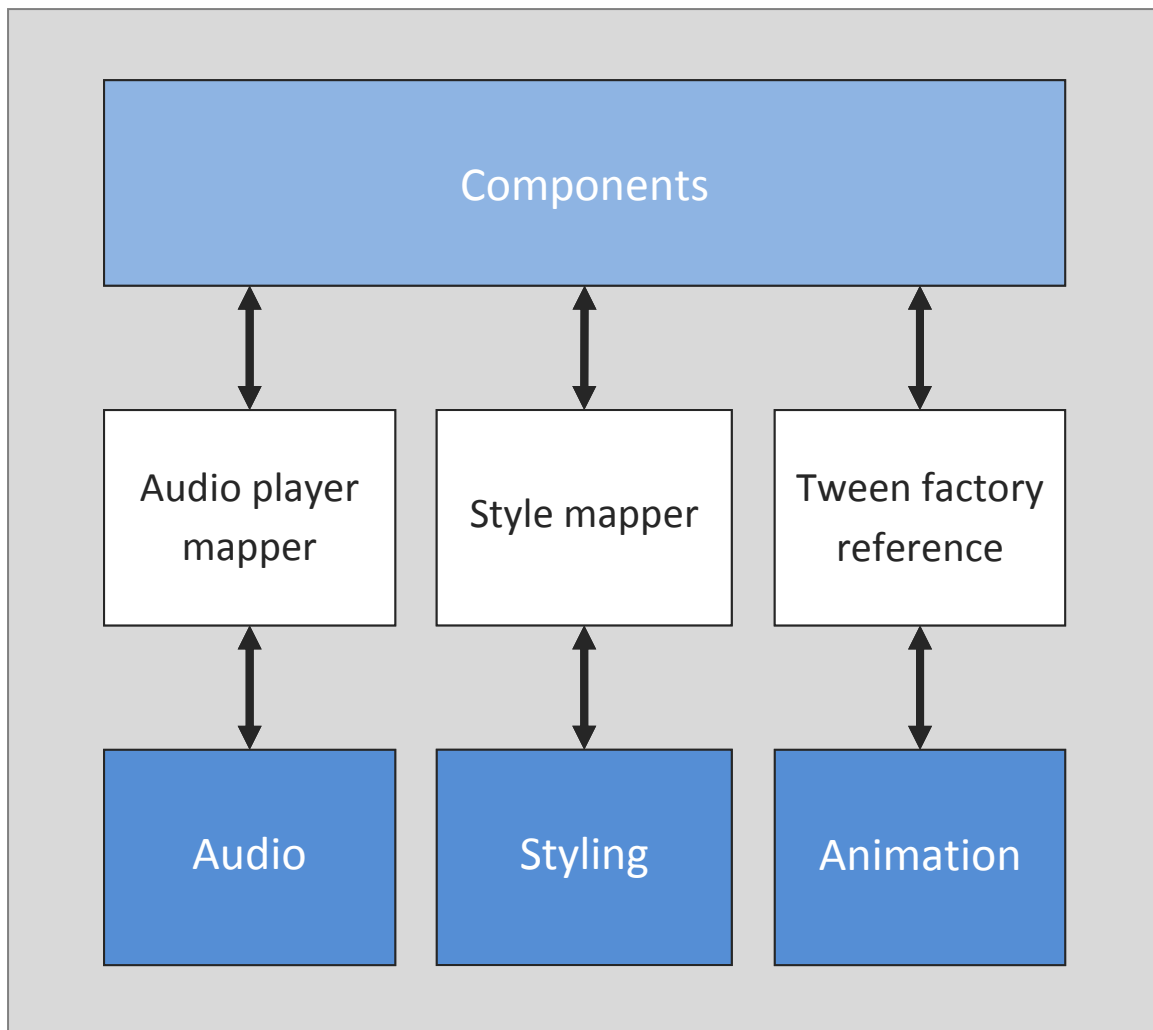 Components
Audio player
mapper
Style mapper
Tween factory
reference
Audio
Styling
Animation